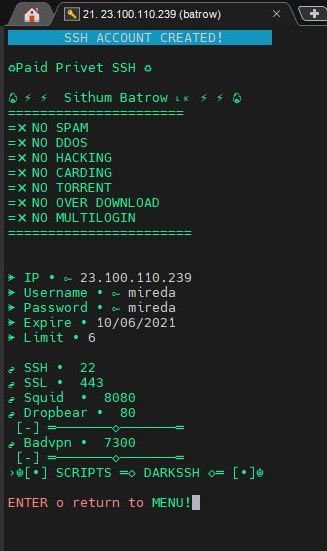 21. 23.100.110.239 (batrow)
SSH ACCOUNT CREATED!
♻Paid Privet SSH ♻
⚡ ⚡ Sithum Batrow ʟᴋ ⚡ ⚡
======================
=✕ NO SPAM
=✕ NO DDOS
=✕ NO HACKING
=✕ NO CARDING
=✕ NO TORRENT
=✕ NO OVER DOWNLOAD
=✕ NO MULTILOGIN
=======================
➤ IP • 23.100.110.239
➤ Username • mireda
➤ Password • mireda
➤ Expire • 10/06/2021
➤ Limit • 6
SSH • 22
SSL • 443
Squid • 8080
Dropbear • 80
[-] ═───────◇───────═
Badvpn • 7300
[-] ═───────◇───────═
›☬[•] SCRIPTS ═◇ DARKSSH ◇═ [•]☬
ENTER o return to MENU!